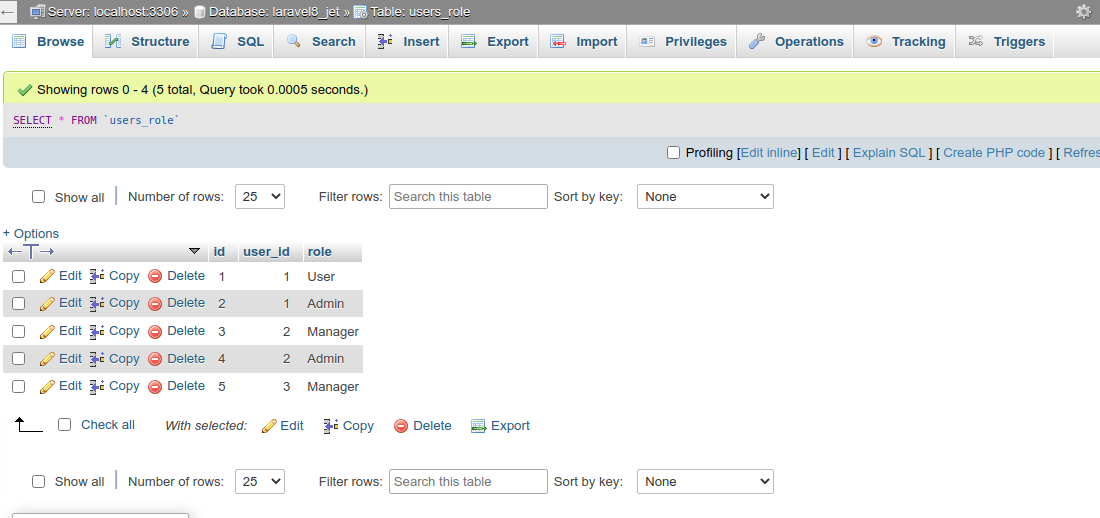 Server: localhost:3306 » Database: laravel8_jet » Table: users_role
Browse Structure SQL Search Insert Export Import Privileges Operations Tracking Triggers
Showing rows 0 - 4 (5 total, Query took 0.0005 seconds.)
SELECT * FROM `users_role`
Profiling [Edit inline] [ Edit ] [ Explain SQL ] [ Create PHP code ] [ Refres
Show all Number of rows: 25 Filter rows: Search this table Sort by key: None
+ Options
←T→ id user_id role
Edit Copy Delete 1 1 User
Edit Copy Delete 2 1 Admin
Edit Copy Delete 3 2 Manager
Edit Copy Delete 4 2 Admin
Edit Copy Delete 5 3 Manager
Check all With selected: Edit Copy Delete Export
Show all Number of rows: 25 Filter rows: Search this table Sort by key: None